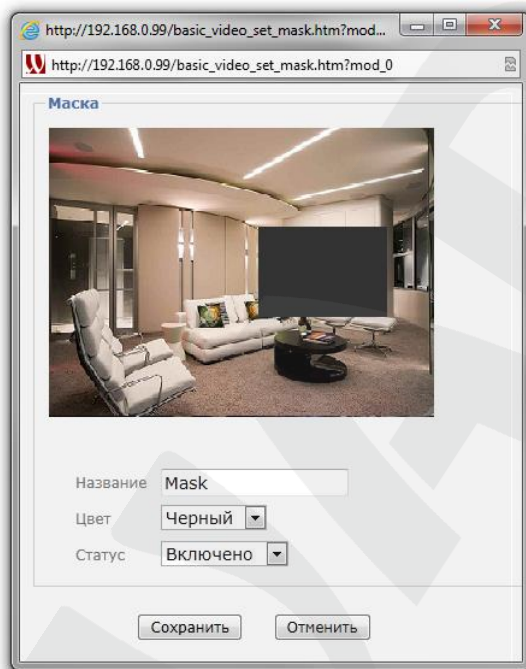 http://192.168.0.99/basic_video_set_mask.htm?mod...
http://192.168.0.99/basic_video_set_mask.htm?mod_0
Маска
Название Mask
Цвет Черный
Статус Включено
Сохранить Отменить